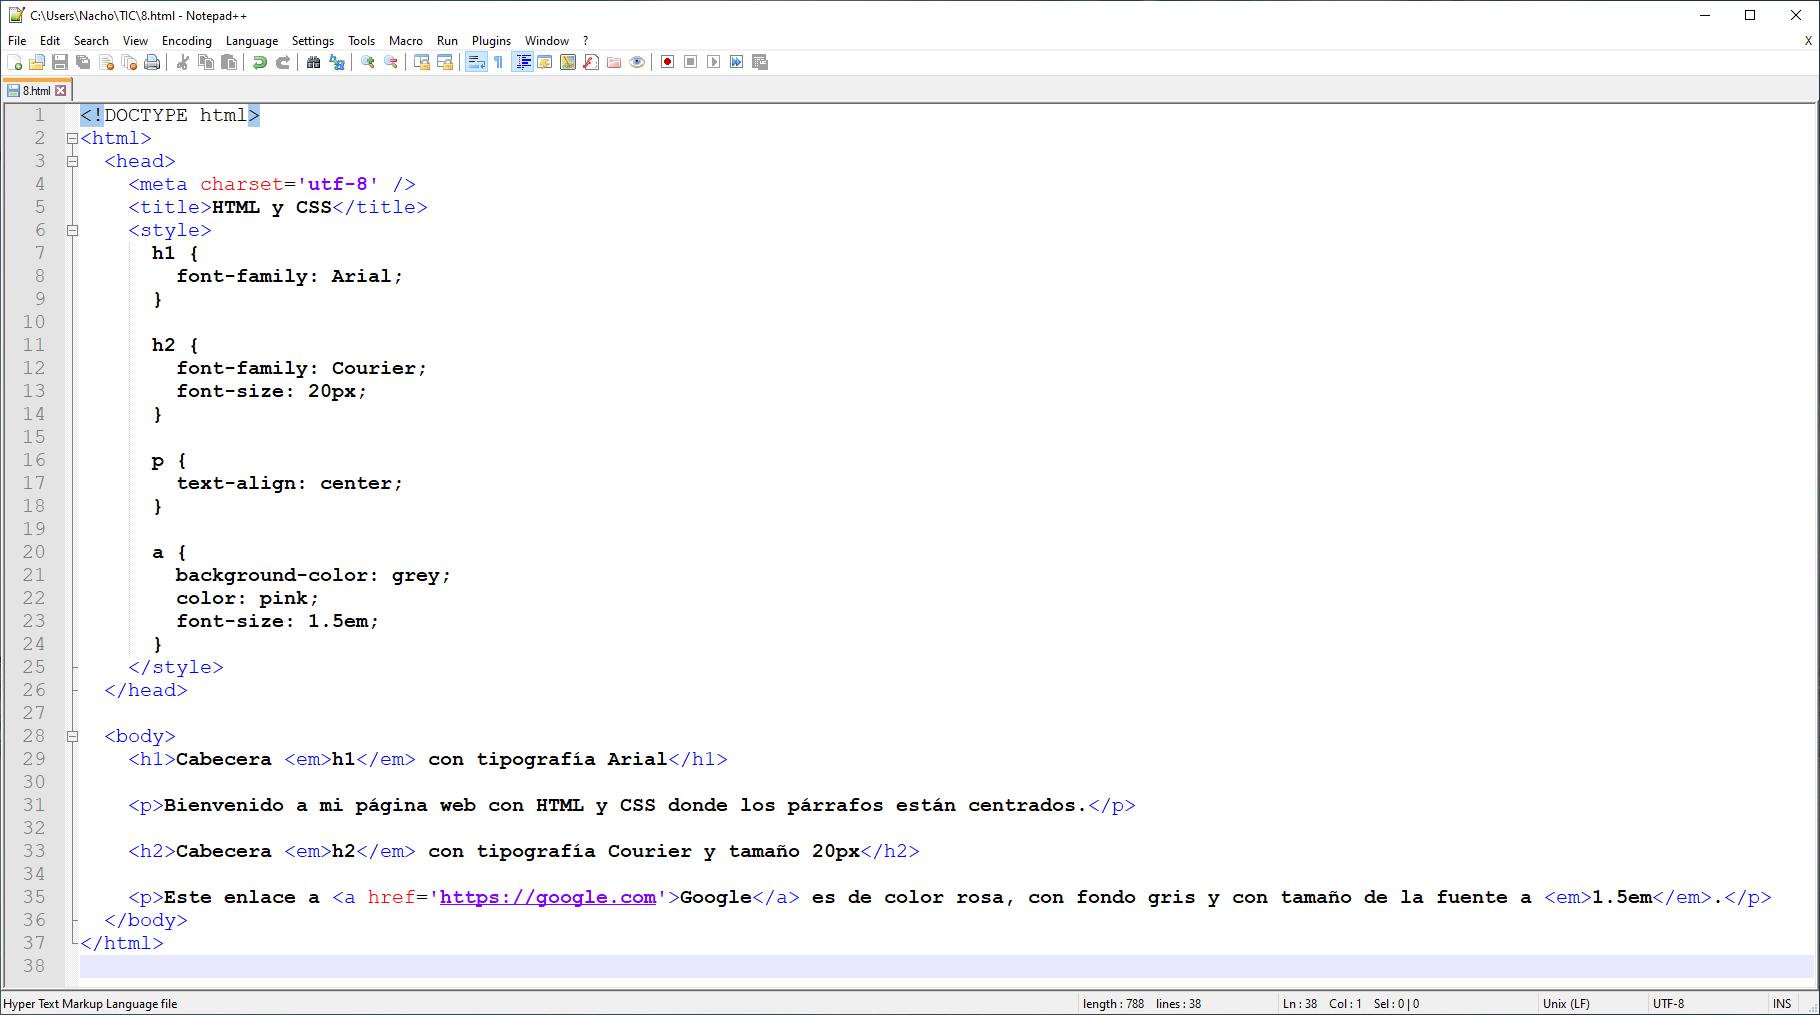 C:\Users\Nacho\TIC\8.html - Notepad++
File Edit Search View Encoding Language Settings Tools Macro Run Plugins Window ? X
8.html
1 <!DOCTYPE html>
2 <html>
3   <head>
4     <meta charset='utf-8' />
5     <title>HTML y CSS</title>
6     <style>
7       h1 {
8         font-family: Arial;
9       }
10
11       h2 {
12         font-family: Courier;
13         font-size: 20px;
14       }
15
16       p {
17         text-align: center;
18       }
19
20       a {
21         background-color: grey;
22         color: pink;
23         font-size: 1.5em;
24       }
25     </style>
26   </head>
27
28   <body>
29     <h1>Cabecera <em>h1</em> con tipografía Arial</h1>
30
31     <p>Bienvenido a mi página web con HTML y CSS donde los párrafos están centrados.</p>
32
33     <h2>Cabecera <em>h2</em> con tipografía Courier y tamaño 20px</h2>
34
35     <p>Este enlace a <a href='https://google.com'>Google</a> es de color rosa, con fondo gris y con tamaño de la fuente a <em>1.5em</em>.</p>
36   </body>
37 </html>
38
Hyper Text Markup Language file length : 788 lines : 38 Ln : 38 Col : 1 Sel : 0 | 0 Unix (LF) UTF-8 INS